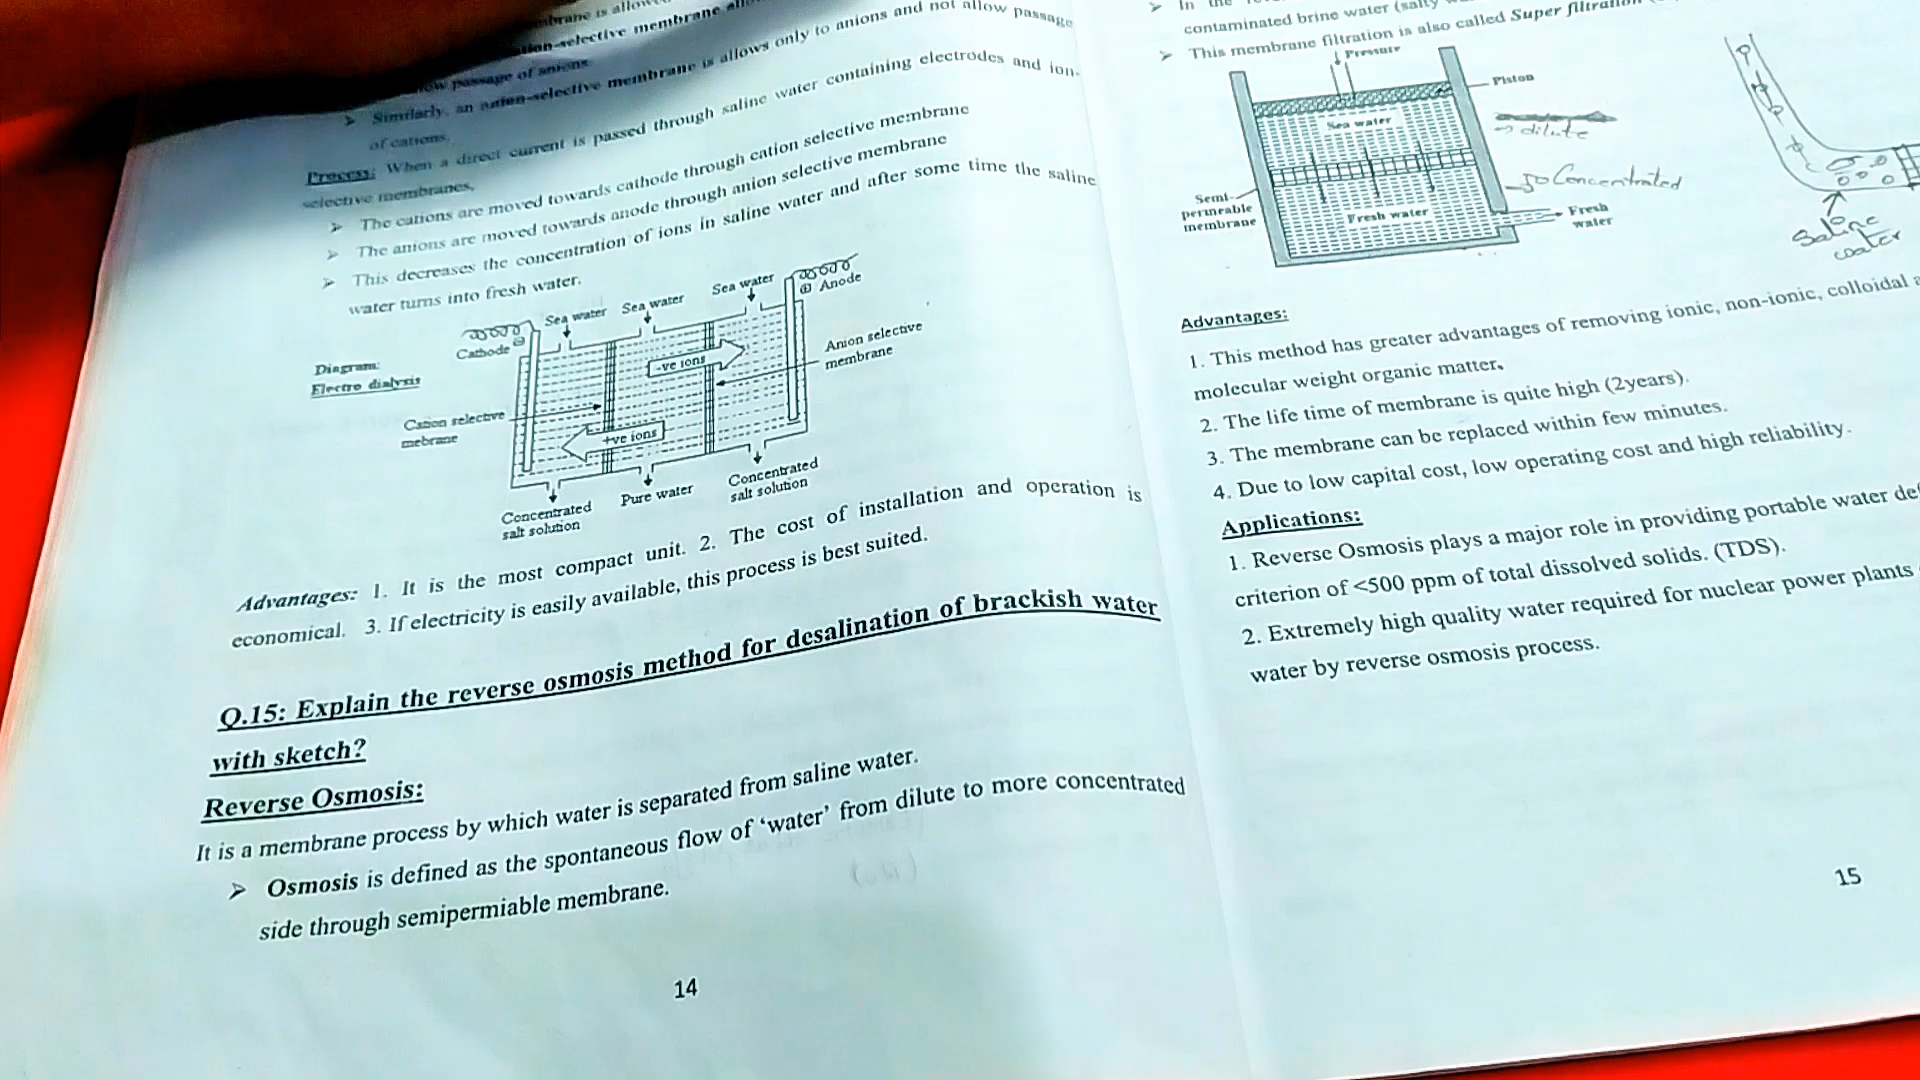 -selective membrane
passage of anions.
➢ Similarly, an anion-selective membrane is allows only to anions and not allow passage
of cations.
Process: When a direct current is passed through saline water containing electrodes and ion-
selective membranes,
➢ The cations are moved towards cathode through cation selective membrane
➢ The anions are moved towards anode through anion selective membrane
➢ This decreases the concentration of ions in saline water and after some time the saline
water turns into fresh water.
Diagram:
Electro dialysis
Cathode
Sea water
Sea water
Sea water
Anode
-ve ions
Anion selective
membrane
Cation selective
mebrane
+ve ions
Concentrated
salt solution
Pure water
Concentrated
salt solution
Advantages: 1. It is the most compact unit. 2. The cost of installation and operation is
economical. 3. If electricity is easily available, this process is best suited.
Q.15: Explain the reverse osmosis method for desalination of brackish water
with sketch?
Reverse Osmosis:
It is a membrane process by which water is separated from saline water.
➢ Osmosis is defined as the spontaneous flow of ‘water’ from dilute to more concentrated
side through semipermiable membrane.
14
➢ In the
contaminated brine water (salty
➢ This membrane filtration is also called Super filtration
Pressure
Piston
Sea water
dilute
Concentrated
Semi-
permeable
membrane
Fresh water
Fresh
water
Saline
water
Advantages:
1. This method has greater advantages of removing ionic, non-ionic, colloidal
molecular weight organic matter.
2. The life time of membrane is quite high (2years).
3. The membrane can be replaced within few minutes.
4. Due to low capital cost, low operating cost and high reliability.
Applications:
1. Reverse Osmosis plays a major role in providing portable water
criterion of <500 ppm of total dissolved solids. (TDS).
2. Extremely high quality water required for nuclear power plants
water by reverse osmosis process.
15